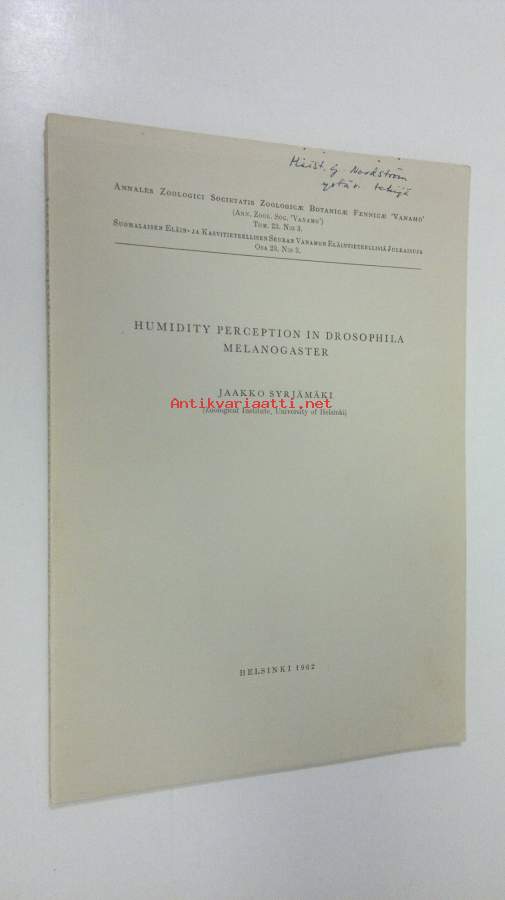 Maist. G. Nordström
ystäv. tekijä
ANNALES ZOOLOGICI SOCIETATIS ZOOLOGICÆ BOTANICÆ FENNICÆ 'VANAMO'
(ANN. ZOOL. SOC. 'VANAMO')
TOM. 23. N:O 3.
SUOMALAISEN ELÄIN- JA KASVITIETEELLISEN SEURAN VANAMON ELÄINTIETEELLISIÄ JULKAISUJA
OSA 23. N:O 3.
HUMIDITY PERCEPTION IN DROSOPHILA
MELANOGASTER
JAAKKO SYRJÄMÄKI
Antikvariaatti.net
(Zoological Institute, University of Helsinki)
HELSINKI 1962